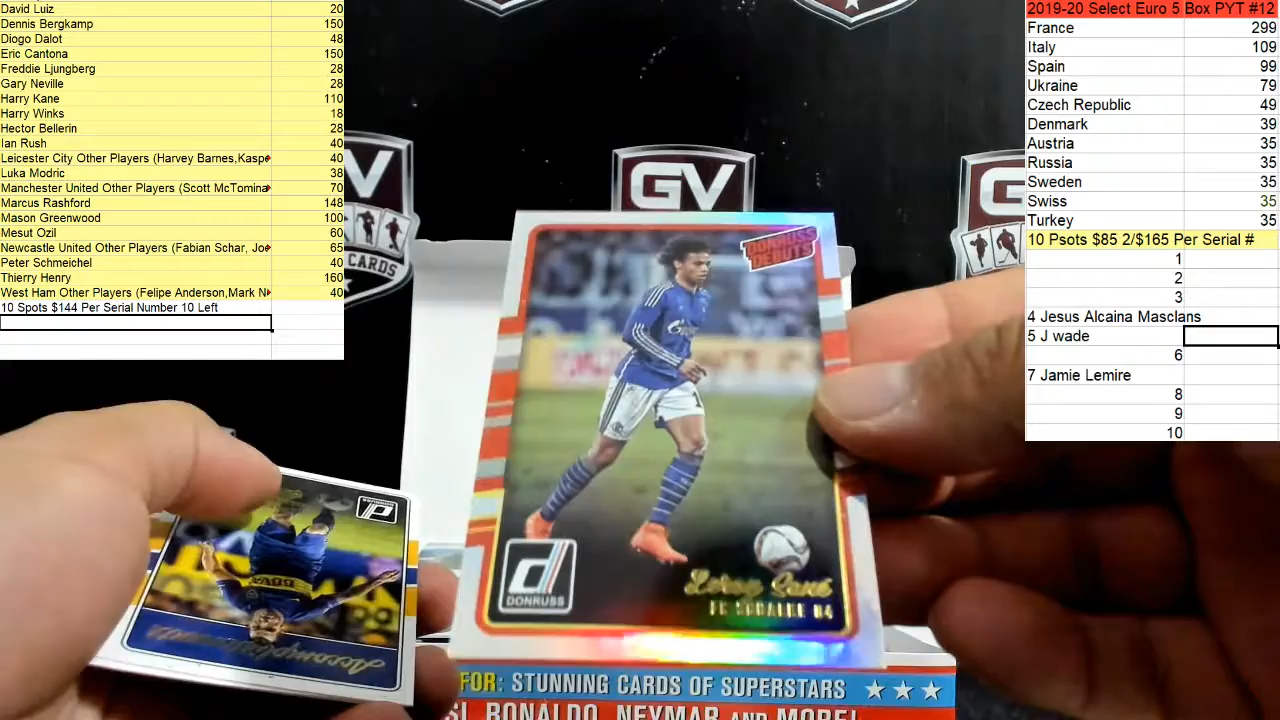 David Luiz 20
Dennis Bergkamp 150
Diogo Dalot 48
Eric Cantona 150
Freddie Ljungberg 28
Gary Neville 28
Harry Kane 110
Harry Winks 18
Hector Bellerin 28
Ian Rush 40
Leicester City Other Players (Harvey Barnes,Kaspe 40
Luka Modric 38
Manchester United Other Players (Scott McTomina 70
Marcus Rashford 148
Mason Greenwood 100
Mesut Ozil 60
Newcastle United Other Players (Fabian Schar, Joe 65
Peter Schmeichel 40
Thierry Henry 160
West Ham Other Players (Felipe Anderson,Mark N 40
10 Spots $144 Per Serial Number 10 Left
2019-20 Select Euro 5 Box PYT #12
France 299
Italy 109
Spain 99
Ukraine 79
Czech Republic 49
Denmark 39
Austria 35
Russia 35
Sweden 35
Swiss 35
Turkey 35
10 Psots $85 2/$165 Per Serial #
1
2
3
4 Jesus Alcaina Masclans
5 J wade
6
7 Jamie Lemire
8
9
10
V
CARDS
GV
DONRUSS
DEBUTS
d
DONRUSS
Leroy Sané
FC SCHALKE 04
FOR: STUNNING CARDS OF SUPERSTARS
RONALDO, NEYMAR AND MORE!